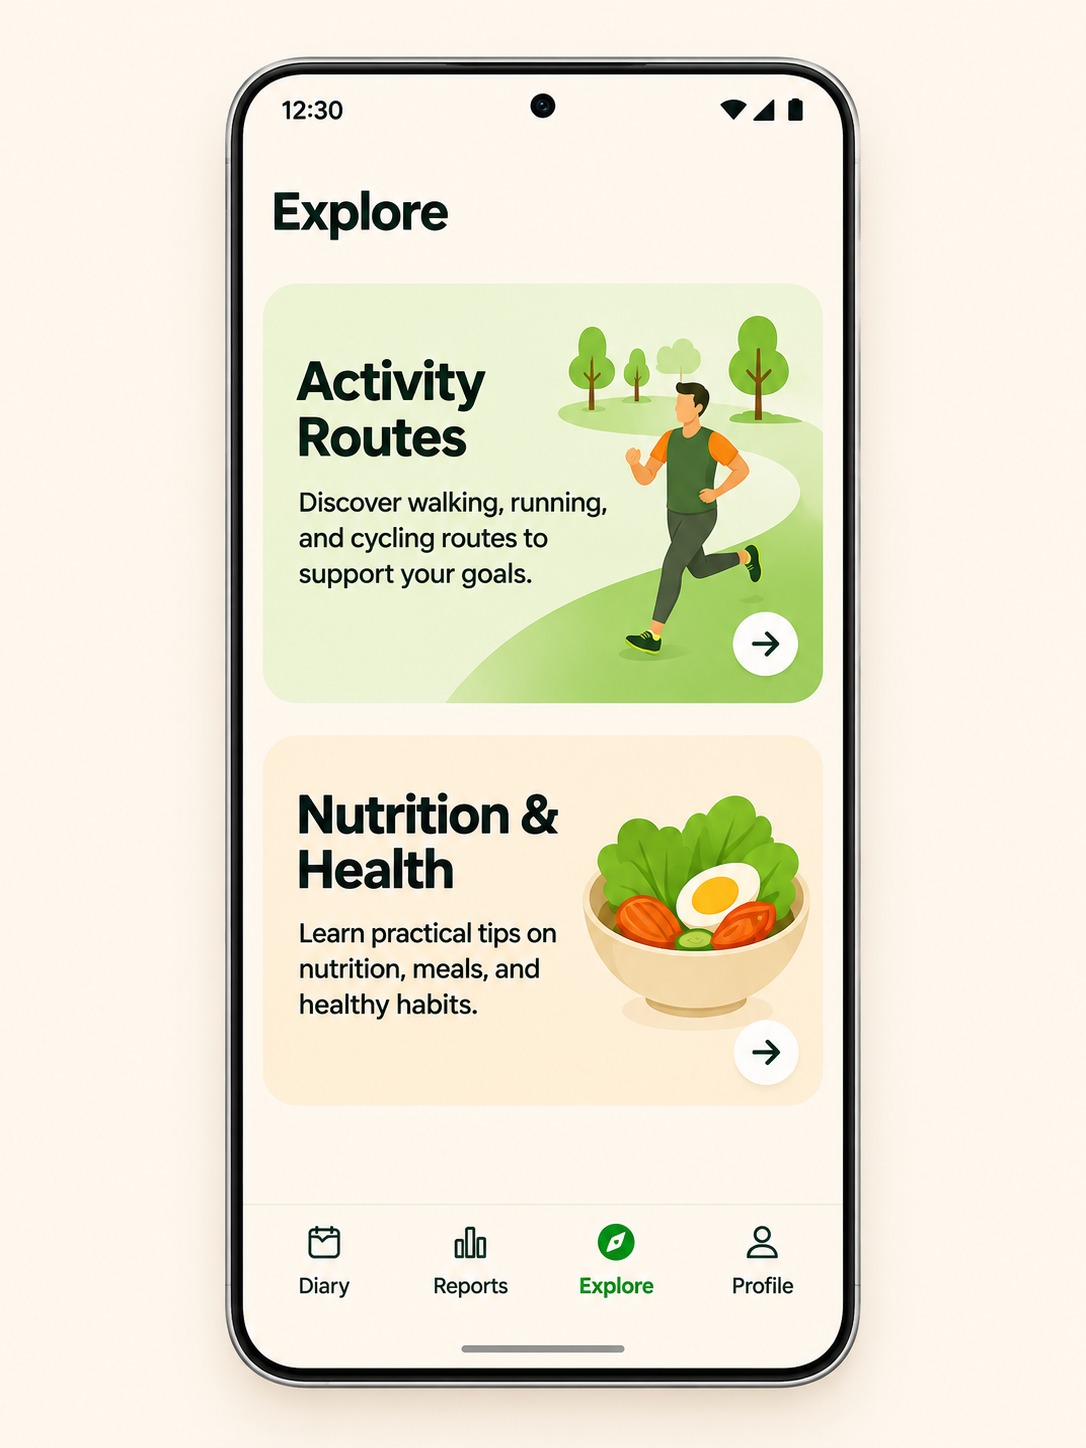 12:30
Explore
Activity
Routes
Discover walking, running,
and cycling routes to
support your goals.
Nutrition &
Health
Learn practical tips on
nutrition, meals, and
healthy habits.
Diary
Reports
Explore
Profile